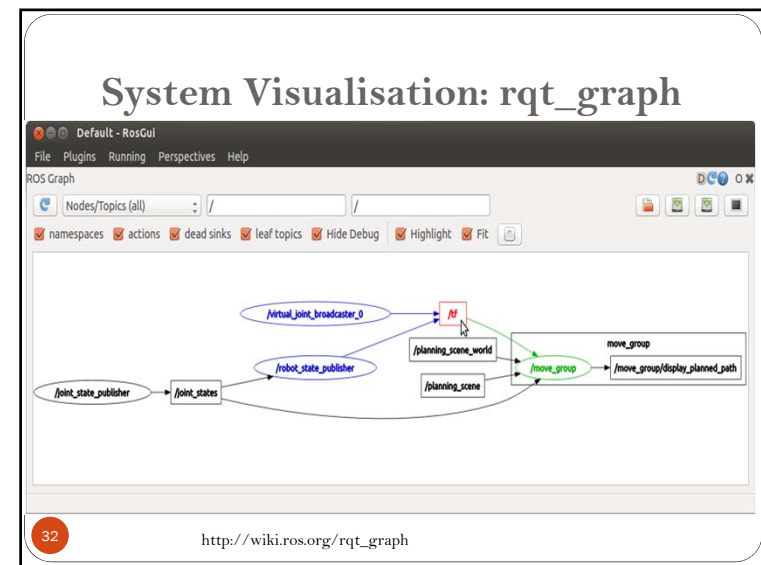 System Visualisation: rqt_graph
Default - RosGui
File Plugins Running Perspectives Help
ROS Graph
D O
Nodes/Topics (all) / /
namespaces actions dead sinks leaf topics Hide Debug Highlight Fit
/virtual_joint_broadcaster_0
/tf
/planning_scene_world
move_group
/robot_state_publisher
/move_group
/move_group/display_planned_path
/planning_scene
/joint_state_publisher
/joint_states
32
http://wiki.ros.org/rqt_graph